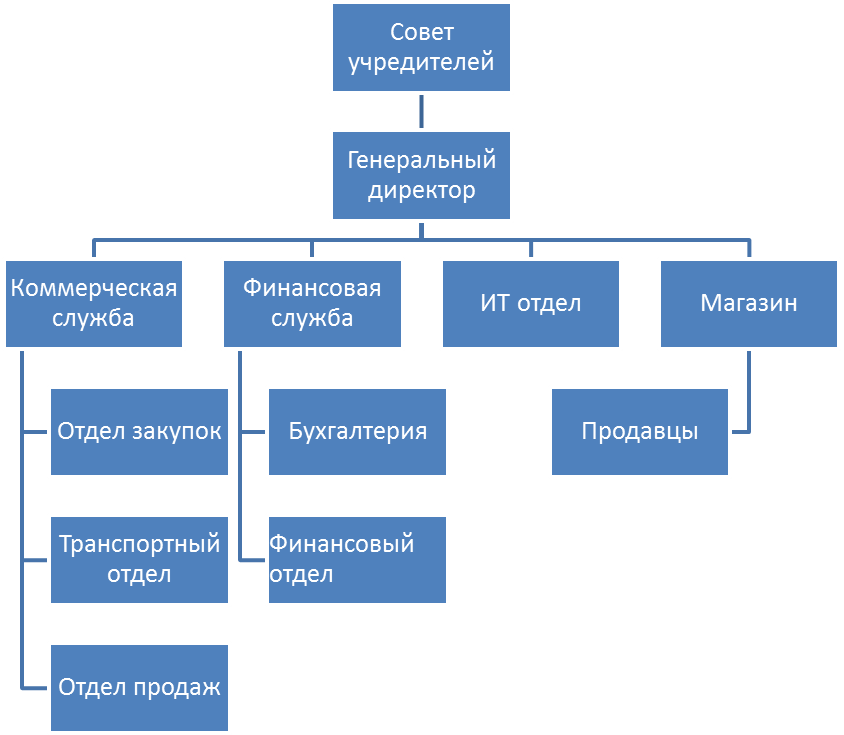 Совет
учредителей
Генеральный
директор
Коммерческая
служба
Финансовая
служба
ИТ отдел
Магазин
Отдел закупок
Бухгалтерия
Продавцы
Транспортный
отдел
Финансовый
отдел
Отдел продаж